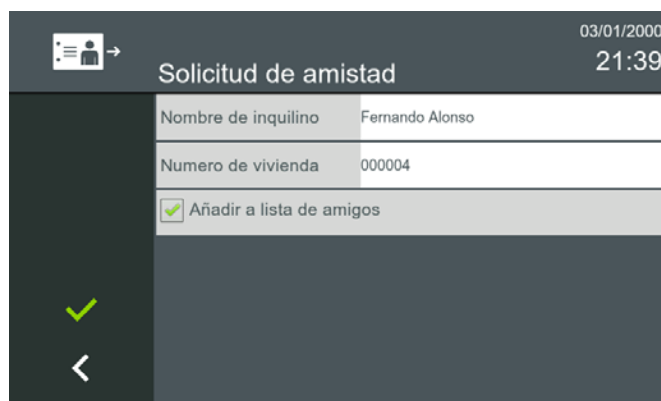 03/01/2000
21:39
Solicitud de amistad
Nombre de inquilino Fernando Alonso
Numero de vivienda 000004
Añadir a lista de amigos